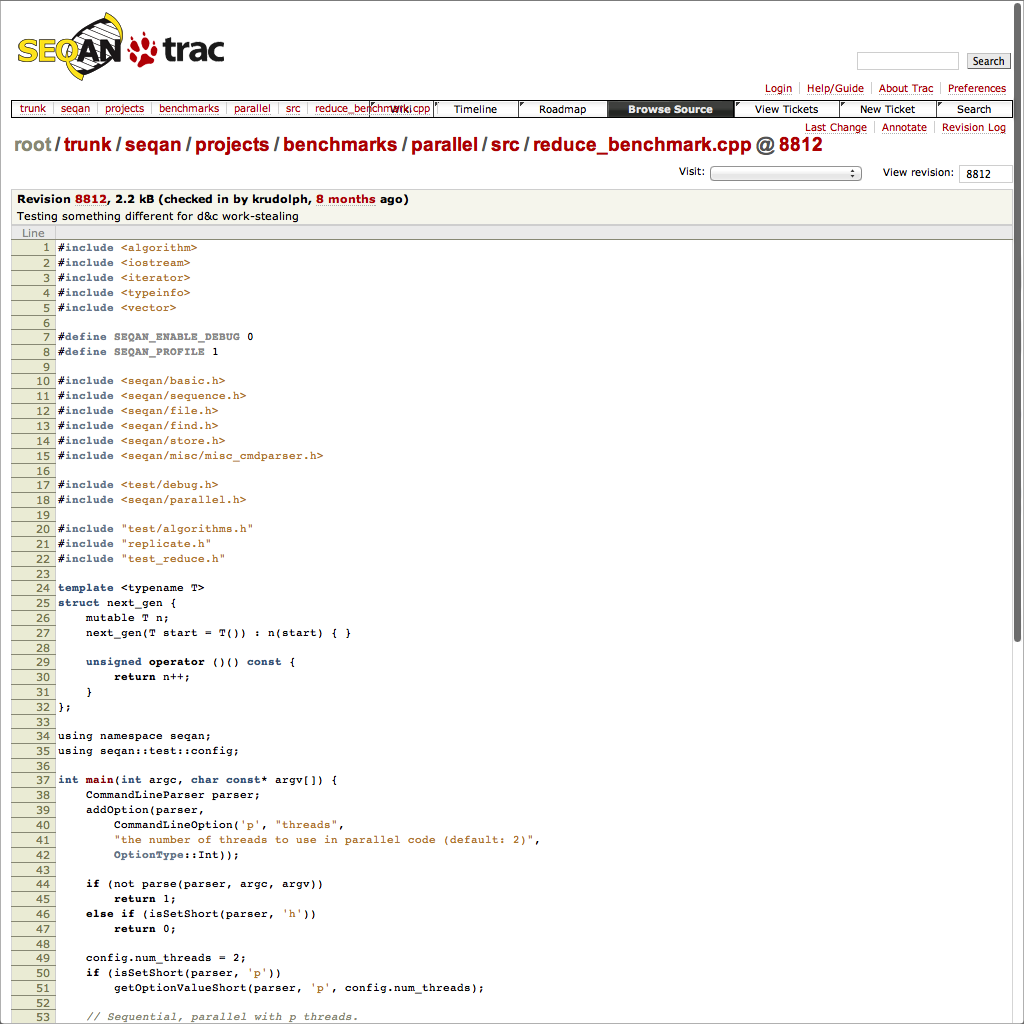 SEQAN trac
Search
Login Help/Guide About Trac Preferences
trunk seqan projects benchmarks parallel src reduce_benchmark.cpp Wiki Timeline Roadmap Browse Source View Tickets New Ticket Search
Last Change Annotate Revision Log
root/trunk/seqan/projects/benchmarks/parallel/src/reduce_benchmark.cpp @ 8812
Visit: View revision: 8812
Revision 8812, 2.2 kB (checked in by krudolph, 8 months ago)
Testing something different for d&c work-stealing
Line
1 #include <algorithm>
2 #include <iostream>
3 #include <iterator>
4 #include <typeinfo>
5 #include <vector>
6
7 #define SEQAN_ENABLE_DEBUG 0
8 #define SEQAN_PROFILE 1
9
10 #include <seqan/basic.h>
11 #include <seqan/sequence.h>
12 #include <seqan/file.h>
13 #include <seqan/find.h>
14 #include <seqan/store.h>
15 #include <seqan/misc/misc_cmdparser.h>
16
17 #include <test/debug.h>
18 #include <seqan/parallel.h>
19
20 #include "test/algorithms.h"
21 #include "replicate.h"
22 #include "test_reduce.h"
23
24 template <typename T>
25 struct next_gen {
26     mutable T n;
27     next_gen(T start = T()) : n(start) { }
28
29     unsigned operator ()() const {
30         return n++;
31     }
32 };
33
34 using namespace seqan;
35 using seqan::test::config;
36
37 int main(int argc, char const* argv[]) {
38     CommandLineParser parser;
39     addOption(parser,
40         CommandLineOption('p', "threads",
41         "the number of threads to use in parallel code (default: 2)",
42         OptionType::Int));
43
44     if (not parse(parser, argc, argv))
45         return 1;
46     else if (isSetShort(parser, 'h'))
47         return 0;
48
49     config.num_threads = 2;
50     if (isSetShort(parser, 'p'))
51         getOptionValueShort(parser, 'p', config.num_threads);
52
53     // Sequential, parallel with p threads.